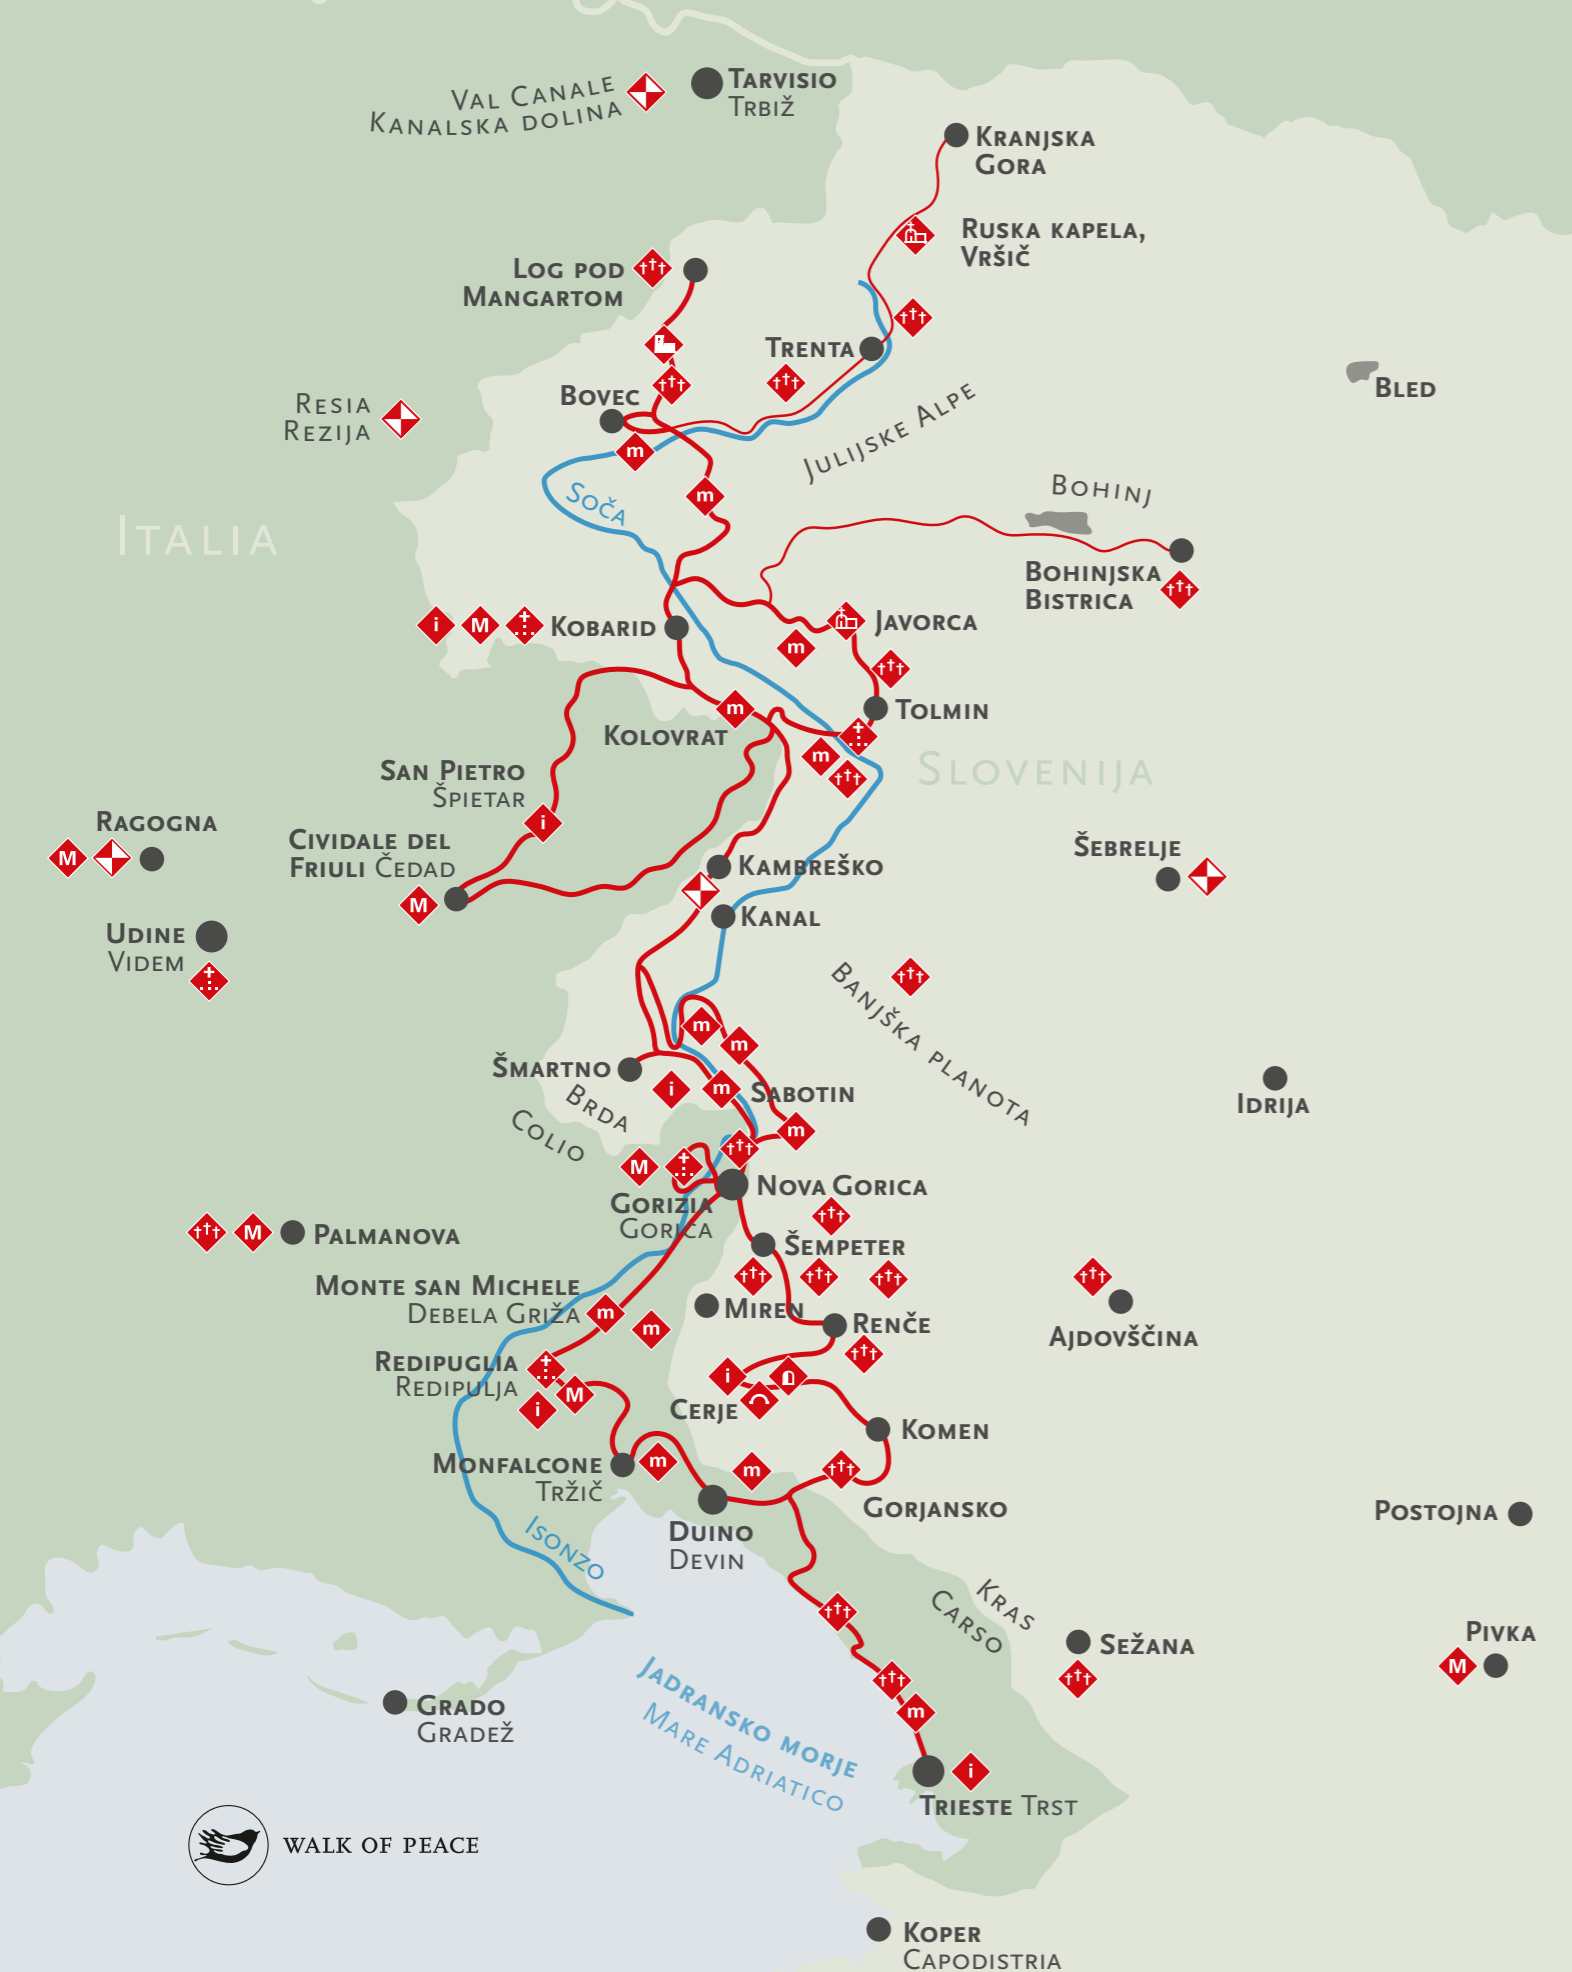 Tarvisio
Trbiž
Val Canale
Kanalska dolina
Kranjska
Gora
Ruska kapela,
Vršič
Log pod
Mangartom
Trenta
Bovec
Bled
Resia
Rezija
Julijske Alpe
Bohinj
Soča
Italia
Bohinjska
Bistrica
i
M
Kobarid
Javorca
m
m
m
m
Tolmin
Kolovrat
m
Slovenija
San Pietro
Špietar
i
Ragogna
M
Cividale del
Friuli Čedad
M
Kambreško
Šebrelje
Kanal
Udine
Videm
Banjška planota
m
m
Šmartno
i
m
Sabotin
Brda
Colio
Idrija
m
M
Nova Gorica
Gorizia
Gorica
M
Palmanova
Šempeter
Monte san Michele
Debela Griža
m
m
Miren
Renče
Ajdovščina
Redipuglia
Redipulja
i
M
i
Cerje
Komen
Monfalcone
Tržič
m
m
Gorjansko
Postojna
Duino
Devin
Isonzo
Kras
Carso
Sežana
Pivka
M
Jadransko morje
Mare Adriatico
Grado
Gradež
m
i
Trieste Trst
WALK OF PEACE
Koper
Capodistria